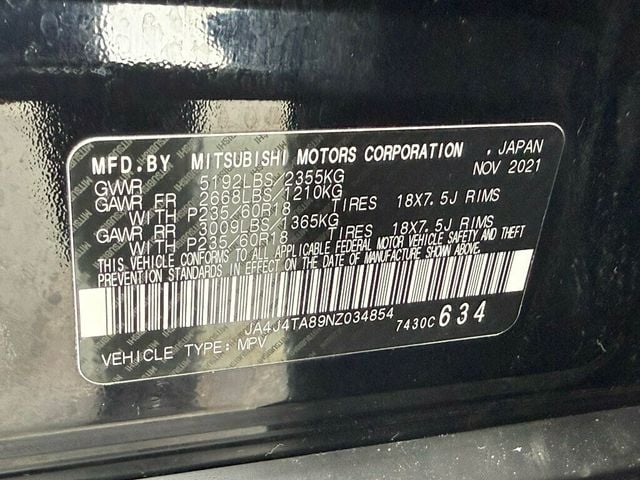 MFD.BY MITSUBISHI MOTORS CORPORATION , JAPAN
GVWR 5192LBS/2355KG NOV 2021
GAWR FR 2668LBS/1210KG
WITH P235/60R18 TIRES 18X7.5J RIMS
GAWR RR 3009LBS/1365KG
WITH P235/60R18 TIRES 18X7.5J RIMS
THIS VEHICLE CONFORMS TO ALL APPLICABLE FEDERAL MOTOR VEHICLE SAFETY AND THEFT
PREVENTION STANDARDS IN EFFECT ON THE DATE OF MANUFACTURE SHOWN ABOVE.
JA4J4TA89NZ034854 7430C 634
VEHICLE TYPE: MPV